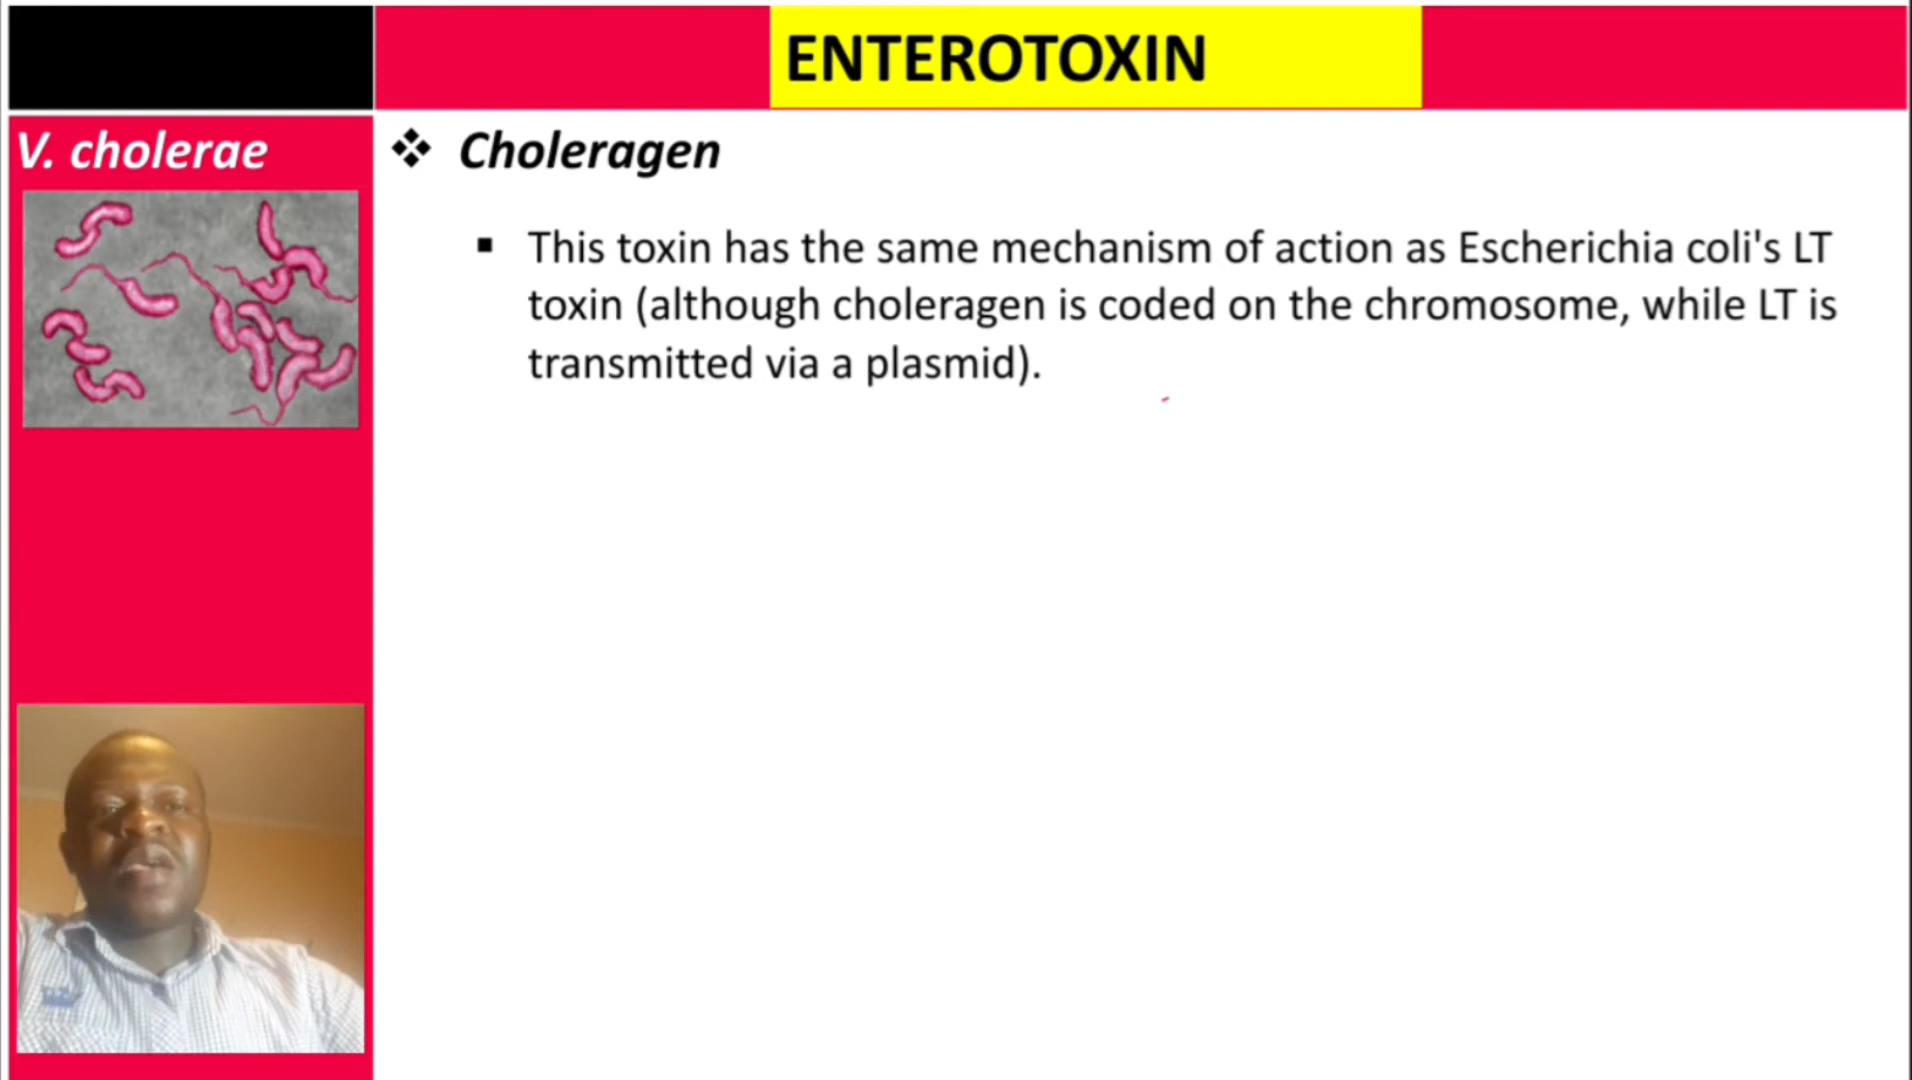 ENTEROTOXIN
V. cholerae
❖ Choleragen
▪ This toxin has the same mechanism of action as Escherichia coli's LT
toxin (although choleragen is coded on the chromosome, while LT is
transmitted via a plasmid).